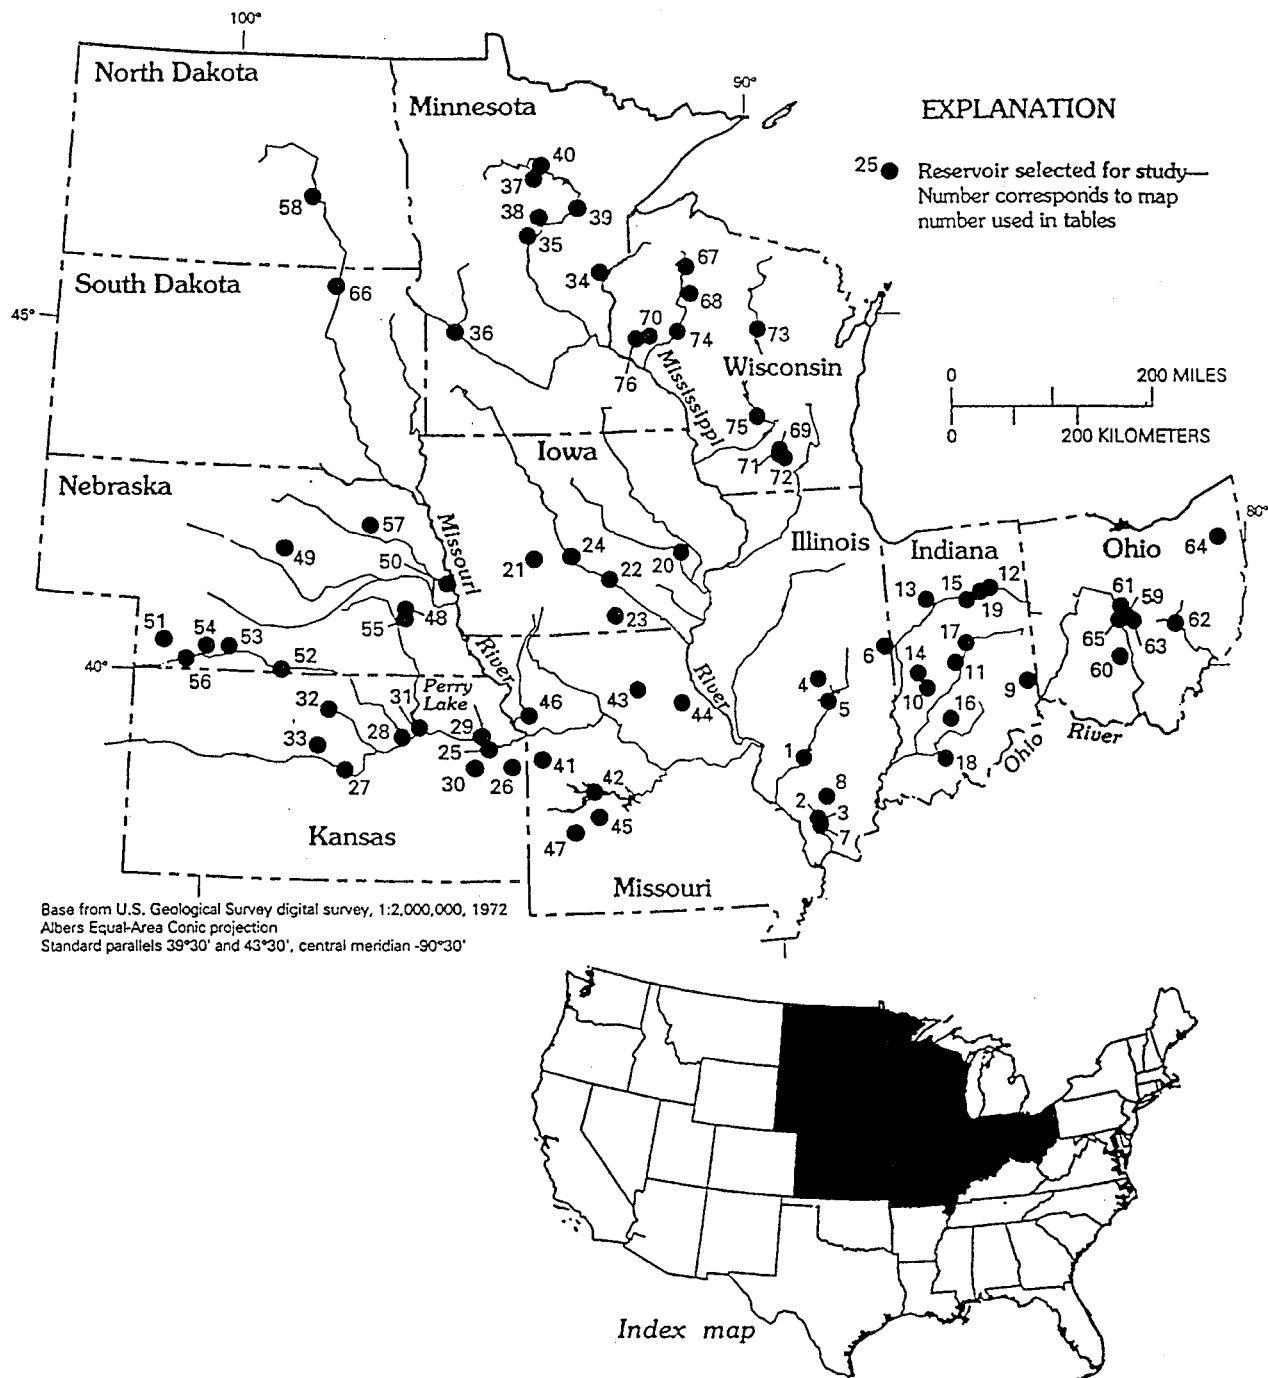 100°
North Dakota
Minnesota
90°
EXPLANATION
25 Reservoir selected for study—
Number corresponds to map
number used in tables
40
37
58
38
39
35
34
67
South Dakota
66
68
45°
36
70
74
73
76
Mississippi
Wisconsin
0 200 MILES
0 200 KILOMETERS
75
69
71
72
Iowa
Nebraska
57
Missouri
49
50
24
21
22
20
Illinois
Indiana
Ohio
80°
64
12
15
13
19
61
59
48
55
23
51
54
53
17
65
63
62
River
6
56
52
40°
14
11
60
4
10
9
5
16
Perry
Lake
32
31
46
43
44
River
28
29
33
25
27
30
26
41
1
18
Ohio
River
42
8
2
3
45
7
47
Kansas
Missouri
Base from U.S. Geological Survey digital survey, 1:2,000,000, 1972
Albers Equal-Area Conic projection
Standard parallels 39°30' and 43°30', central meridian -90°30'
Index map